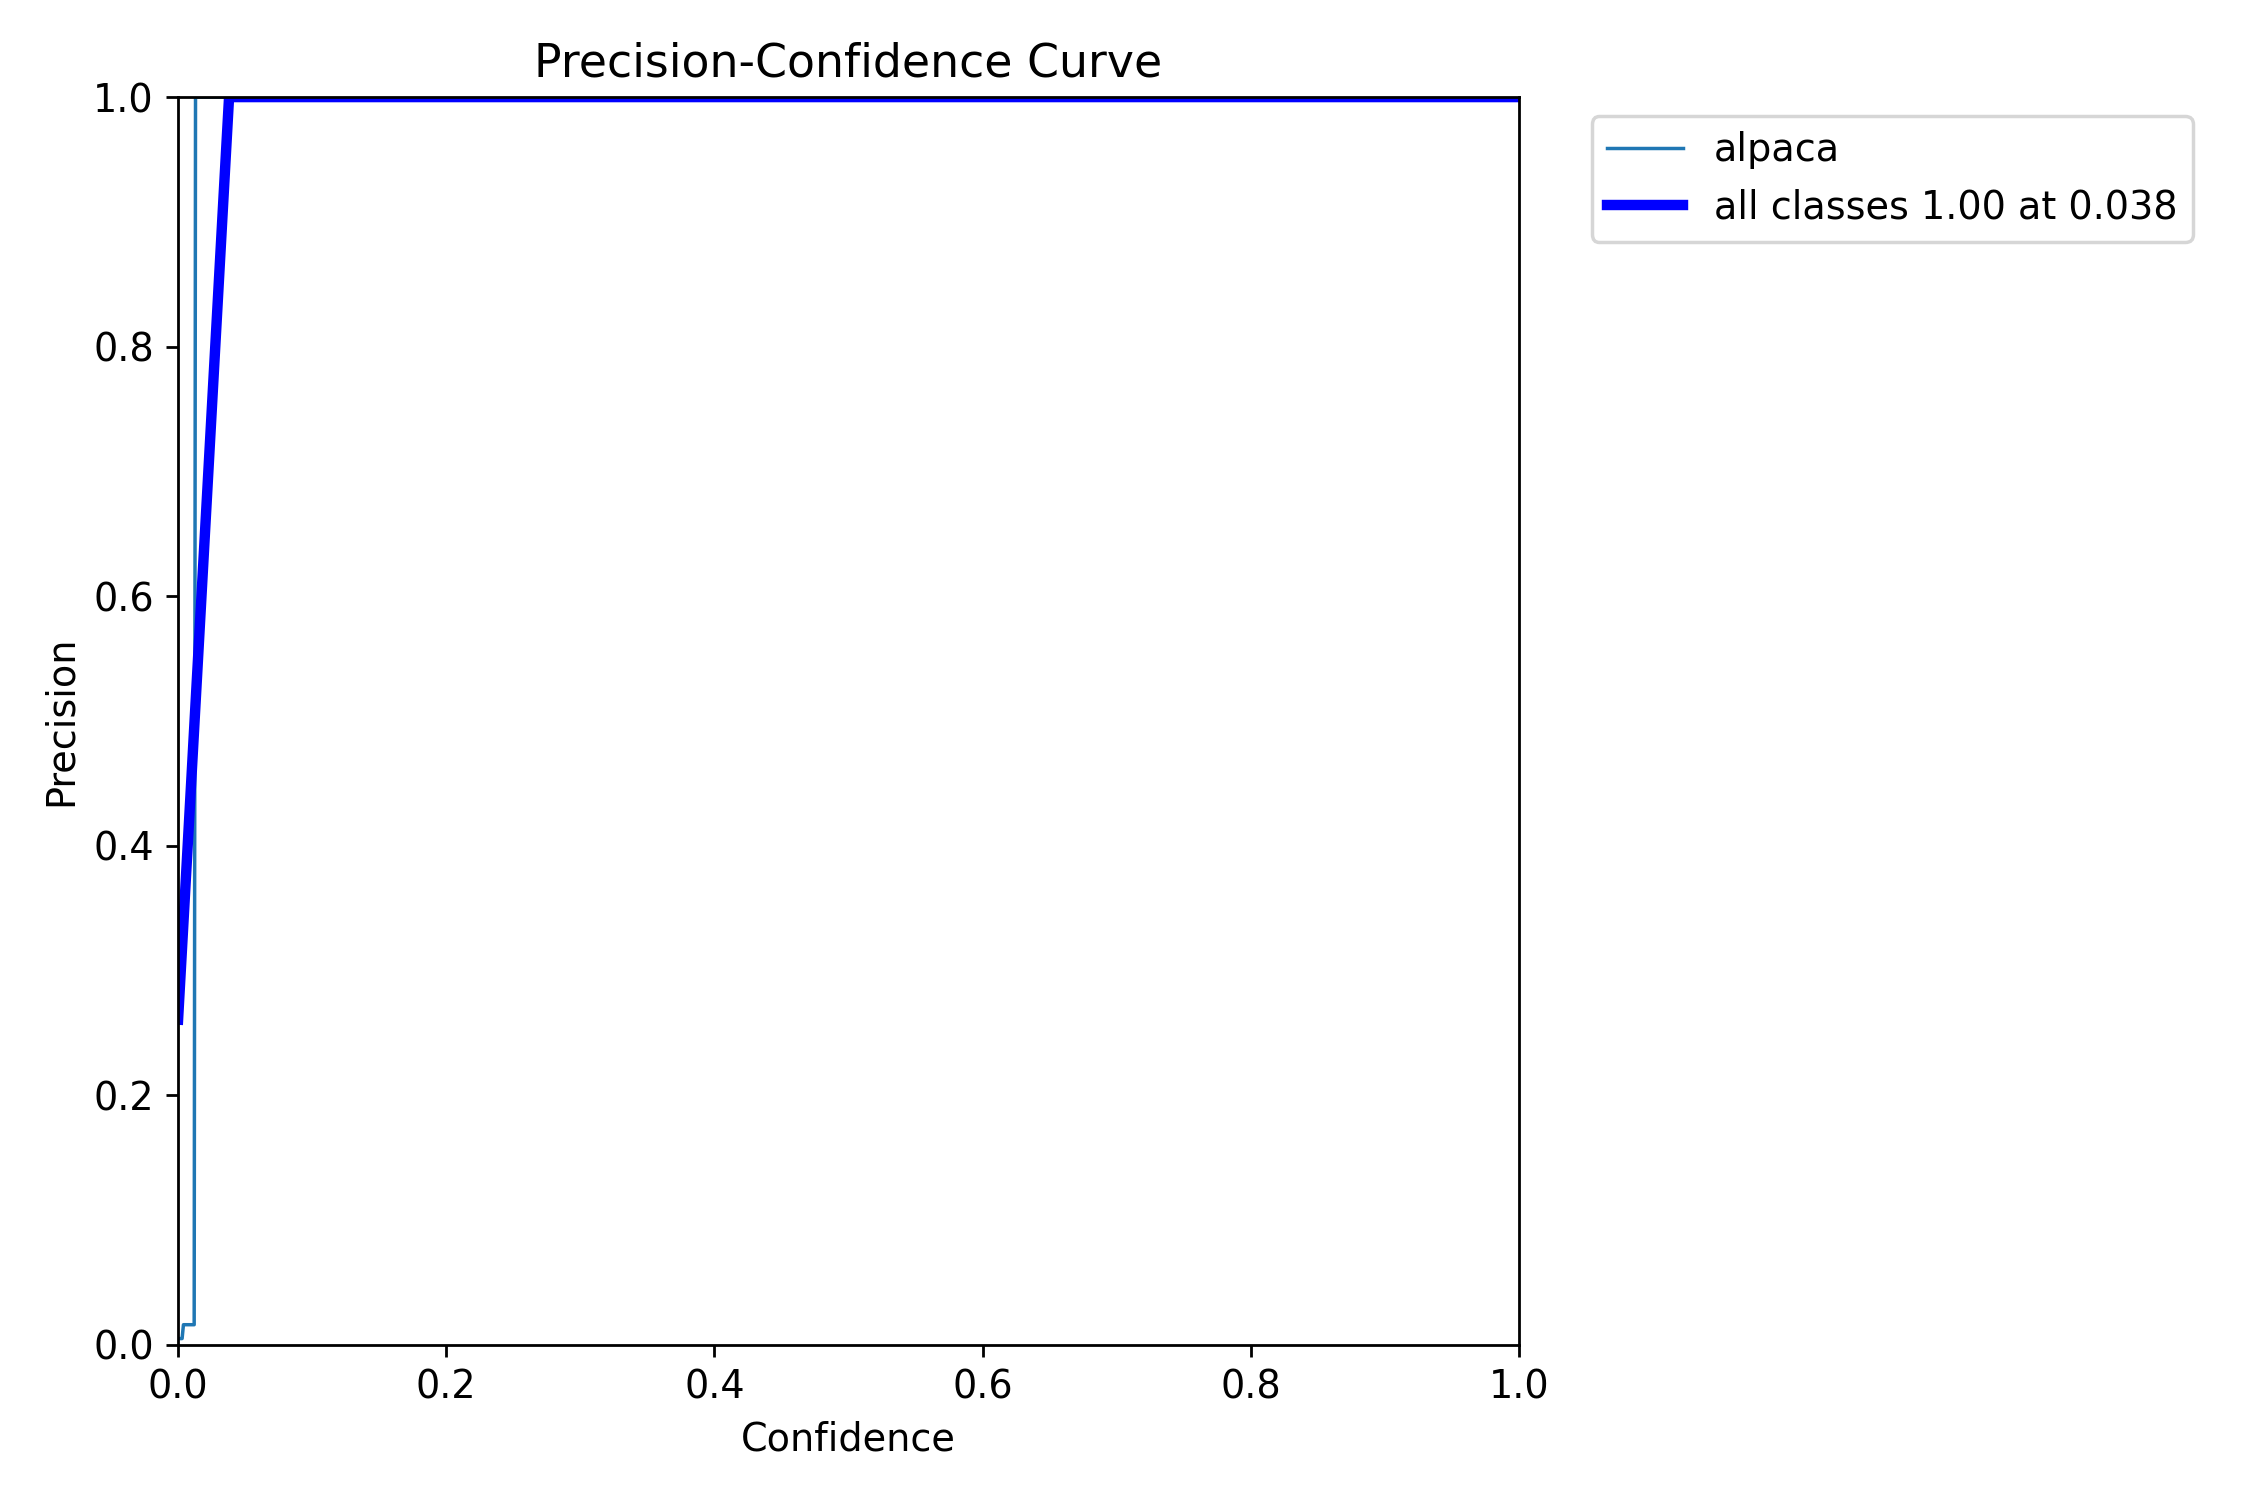 Precision-Confidence Curve
1.0
0.8
0.6
0.4
0.2
0.0
Precision
0.0 0.2 0.4 0.6 0.8 1.0
Confidence
alpaca
all classes 1.00 at 0.038